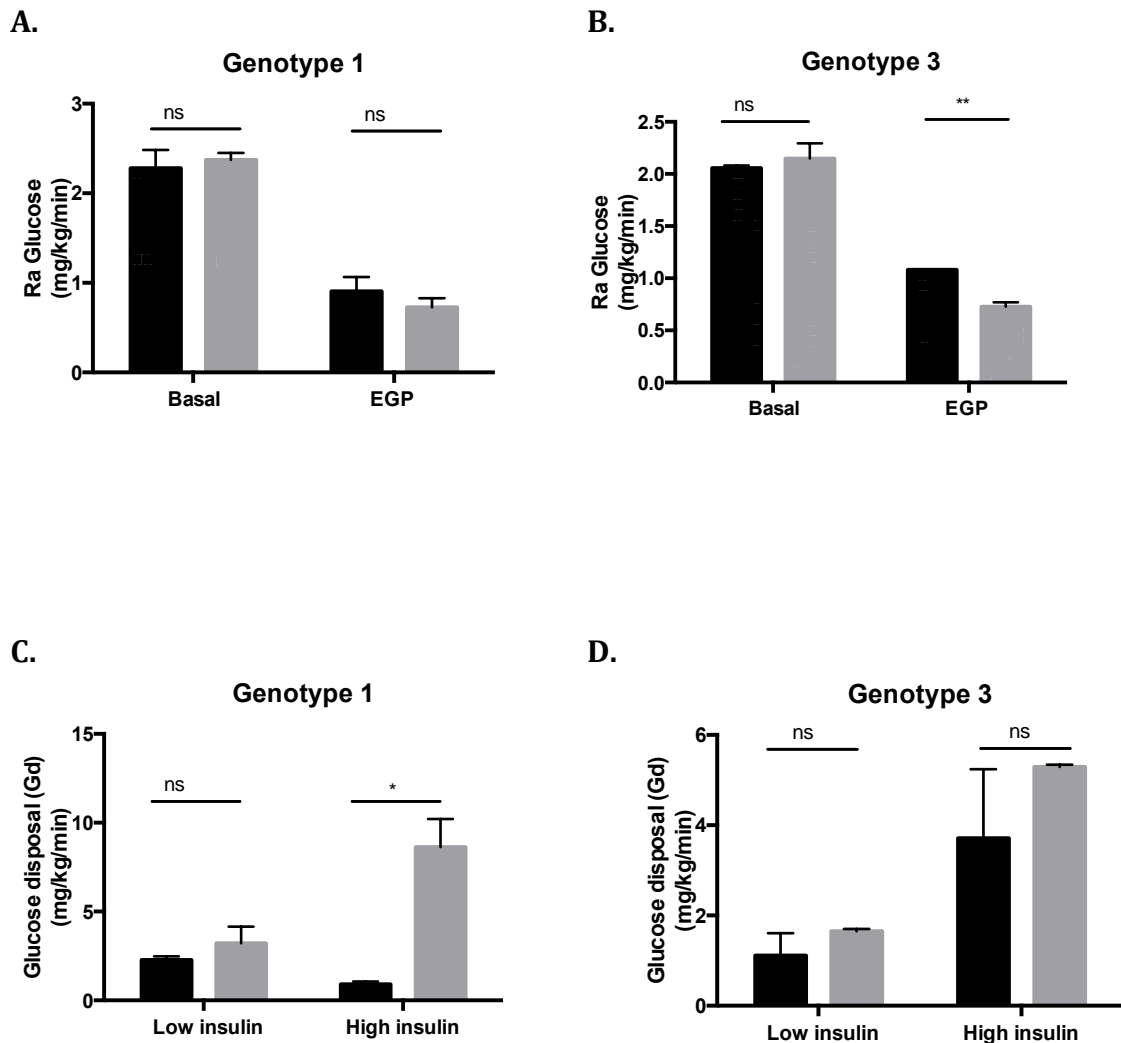 A.
Genotype 1
Ra Glucose
(mg/kg/min)
3
2
1
0
ns
ns
Basal
EGP
B.
Genotype 3
Ra Glucose
(mg/kg/min)
2.5
2.0
1.5
1.0
0.5
0.0
ns
**
Basal
EGP
C.
Genotype 1
Glucose disposal (Gd)
(mg/kg/min)
15
10
5
0
ns
*
Low insulin
High insulin
D.
Genotype 3
Glucose disposal (Gd)
(mg/kg/min)
6
4
2
0
ns
ns
Low insulin
High insulin